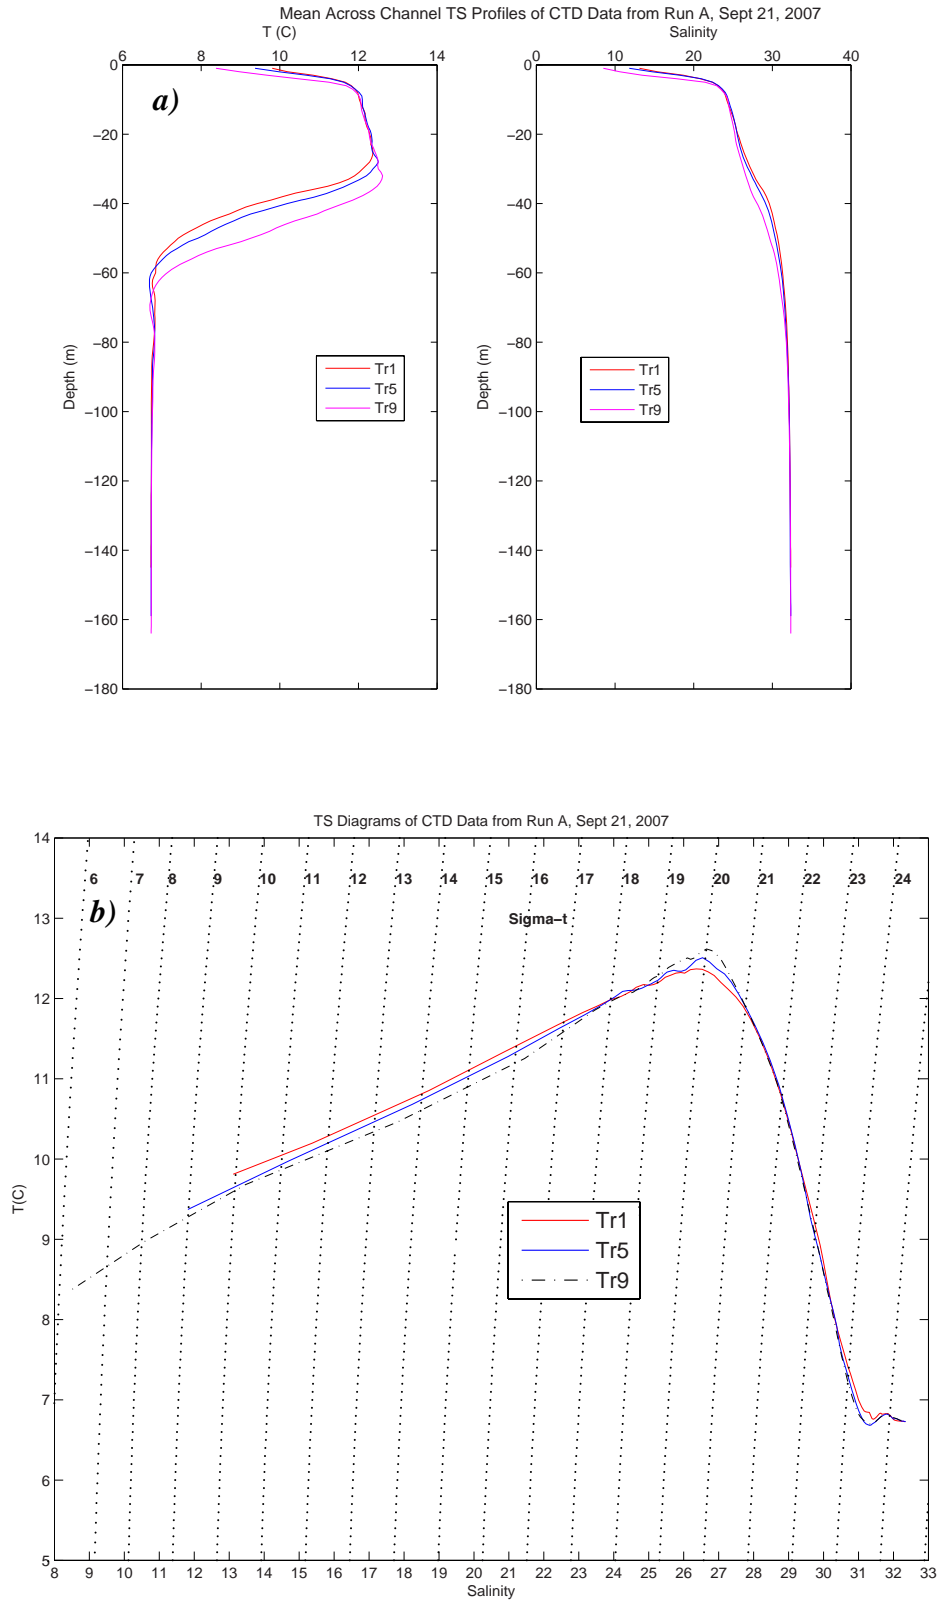 Mean Across Channel TS Profiles of CTD Data from Run A, Sept 21, 2007
T (C)
Salinity
6 8 10 12 14
0 10 20 30 40
a)
0
−20
−40
−60
−80
−100
−120
−140
−160
−180
Depth (m)
Tr1
Tr5
Tr9
0
−20
−40
−60
−80
−100
−120
−140
−160
−180
Depth (m)
Tr1
Tr5
Tr9
TS Diagrams of CTD Data from Run A, Sept 21, 2007
14
13
12
11
10
9
8
7
6
5
T(C)
6 7 8 9 10 11 12 13 14 15 16 17 18 19 20 21 22 23 24
b)
Sigma−t
Tr1
Tr5
Tr9
8 9 10 11 12 13 14 15 16 17 18 19 20 21 22 23 24 25 26 27 28 29 30 31 32 33
Salinity